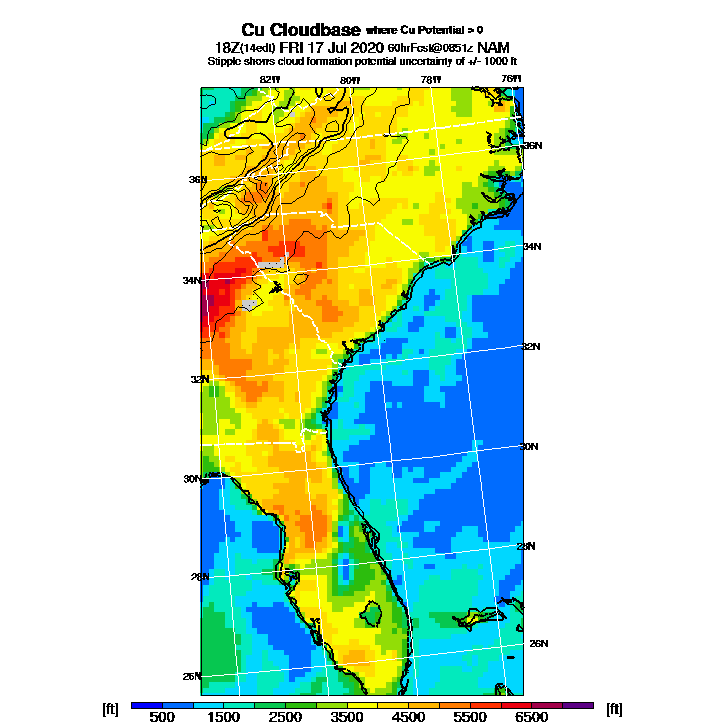 Cu Cloudbase where Cu Potential > 0
18Z(14edt) FRI 17 Jul 2020 60hrFcst@0851z NAM
Stipple shows cloud formation potential uncertainty of +/- 1000 ft
82W 80W 78W 76W
36N
36N
34N
34N
32N
32N
30N
30N
28N
28N
26N
26N
[ft] 500 1500 2500 3500 4500 5500 6500 [ft]